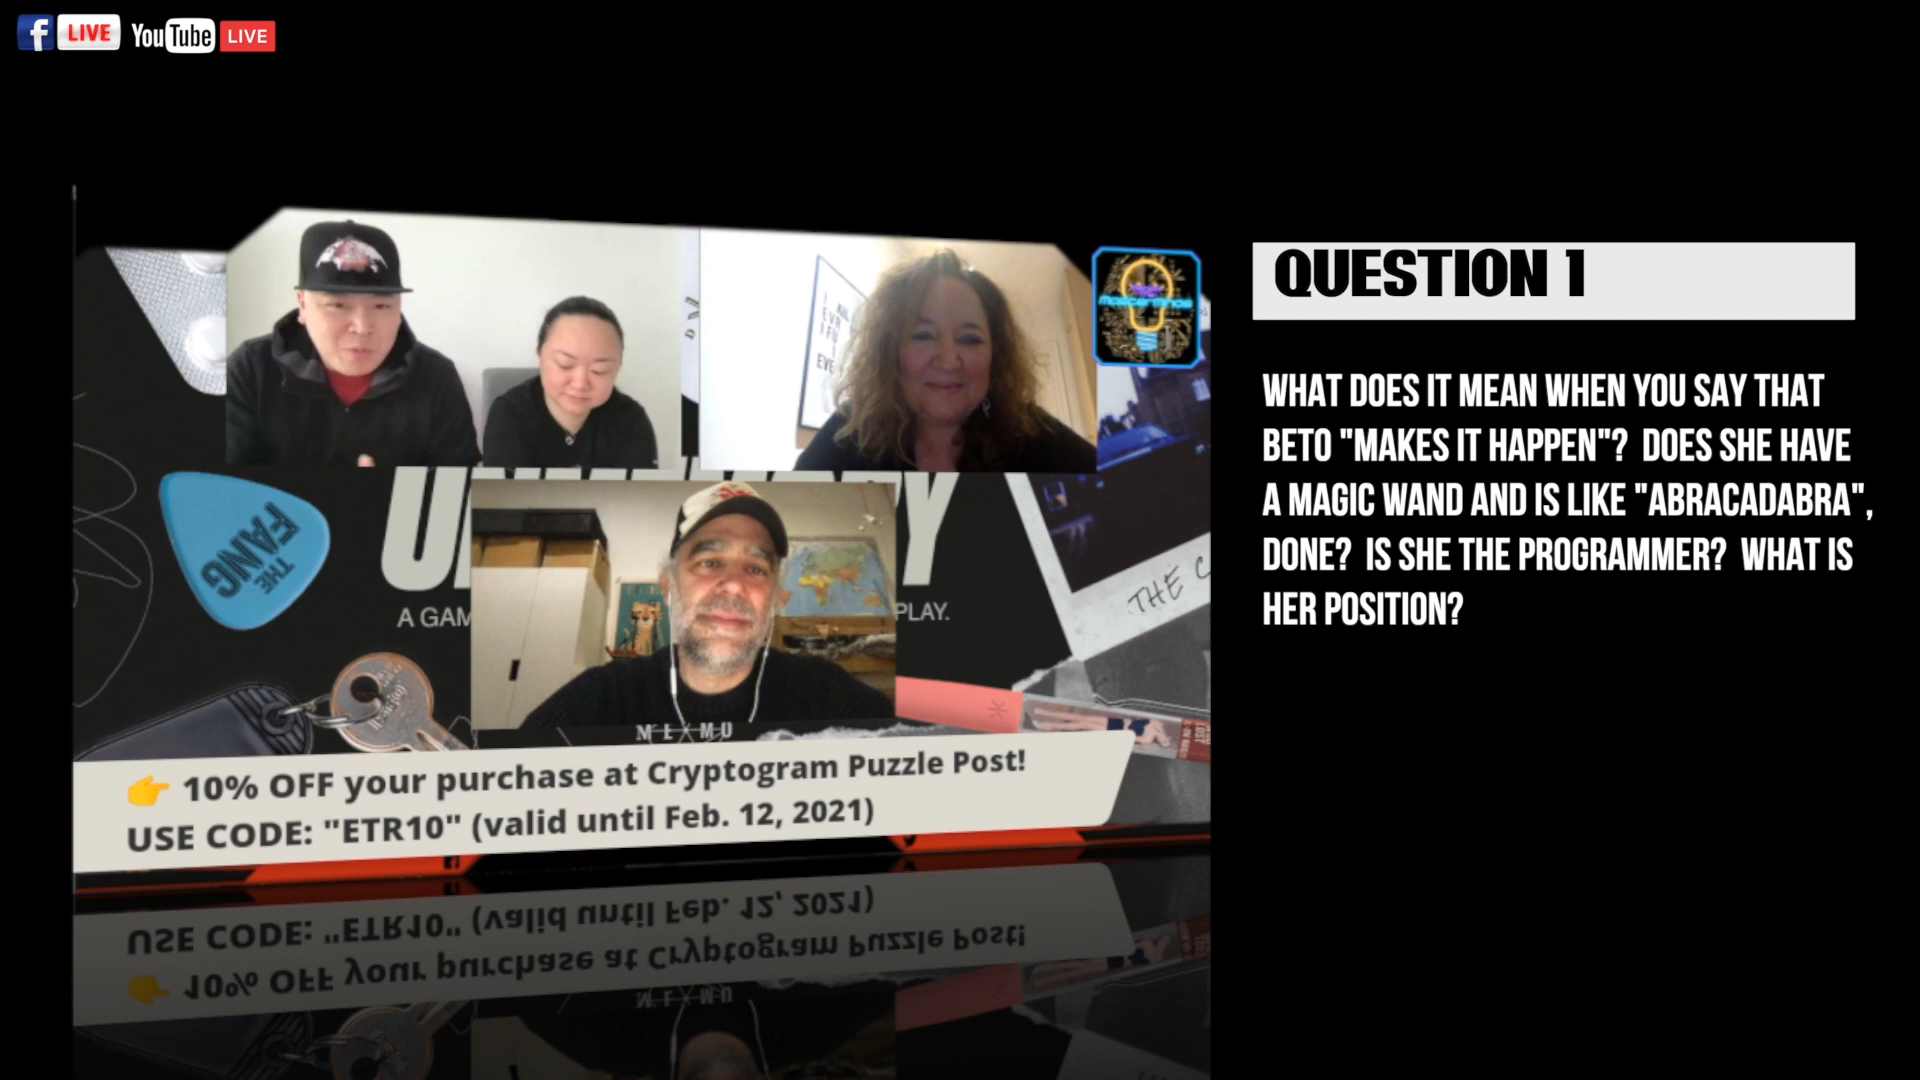 f LIVE YouTube LIVE
QUESTION 1
WHAT DOES IT MEAN WHEN YOU SAY THAT
BETO "MAKES IT HAPPEN"? DOES SHE HAVE
A MAGIC WAND AND IS LIKE "ABRACADABRA",
DONE? IS SHE THE PROGRAMMER? WHAT IS
HER POSITION?
THE
FANG
A GAM
PLAY.
THE C
👉 10% OFF your purchase at Cryptogram Puzzle Post!
USE CODE: "ETR10" (valid until Feb. 12, 2021)